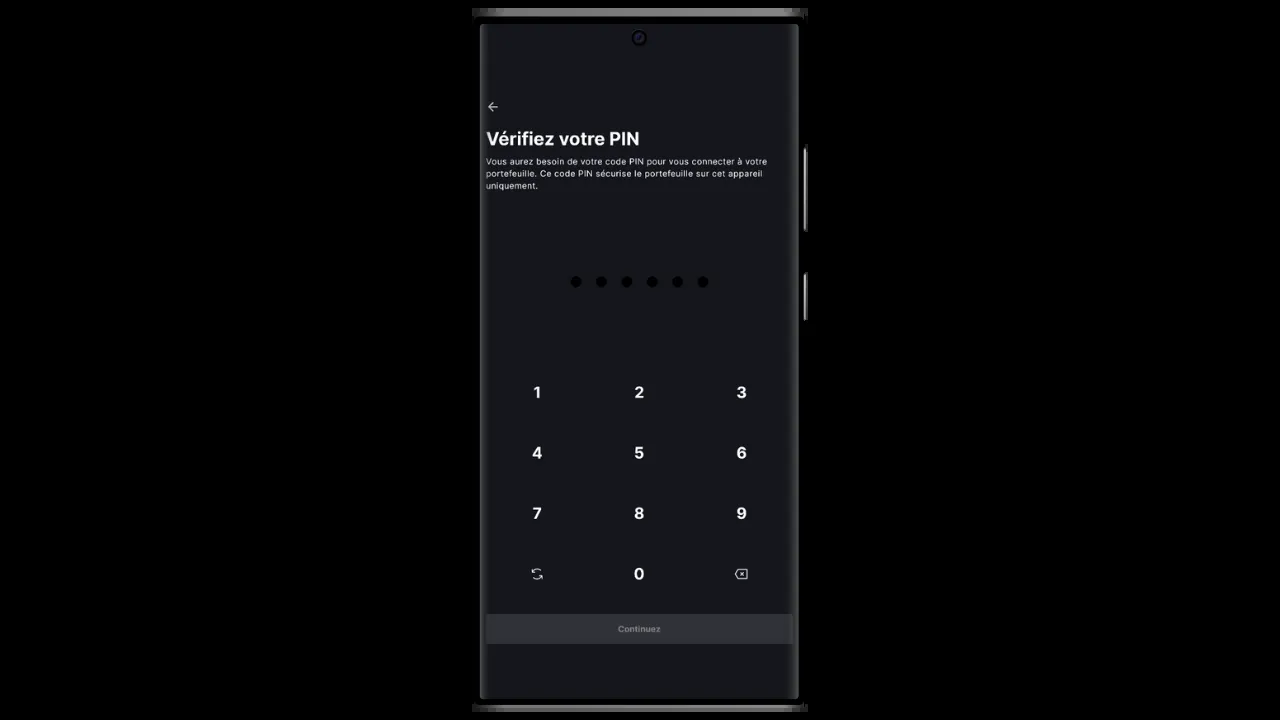 Vérifiez votre PIN
Vous aurez besoin de votre code PIN pour vous connecter à votre
portefeuille. Ce code PIN sécurise le portefeuille sur cet appareil
uniquement.
1 2 3
4 5 6
7 8 9
0
Continuez